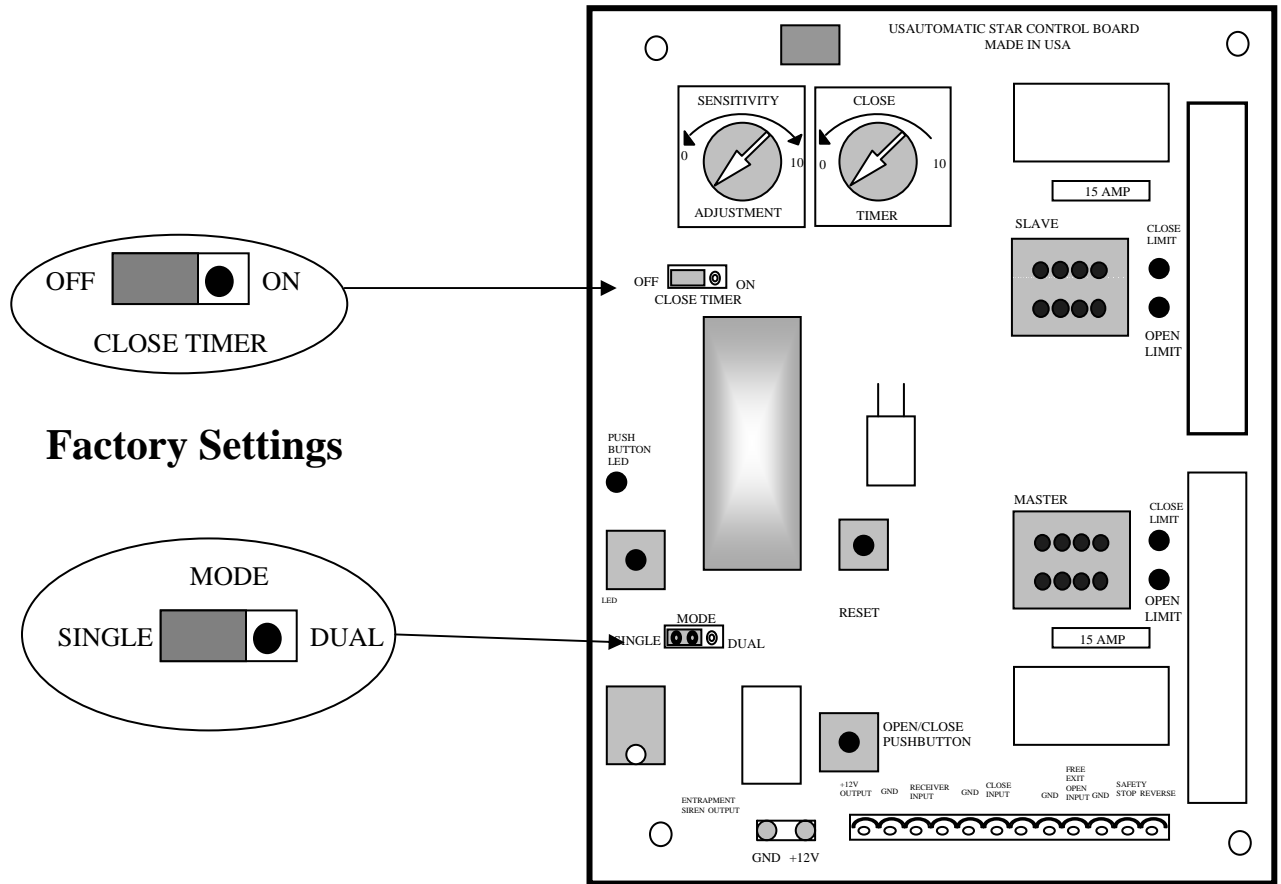 USAUTOMATIC STAR CONTROL BOARD
MADE IN USA
SENSITIVITY
0
10
ADJUSTMENT
CLOSE
0
10
TIMER
15 AMP
SLAVE
CLOSE
LIMIT
OPEN
LIMIT
OFF
ON
CLOSE TIMER
OFF
ON
CLOSE TIMER
Factory Settings
PUSH
BUTTON
LED
MASTER
CLOSE
LIMIT
OPEN
LIMIT
15 AMP
LED
RESET
MODE
SINGLE
DUAL
MODE
SINGLE
DUAL
OPEN/CLOSE
PUSHBUTTON
+12V
OUTPUT
GND
RECEIVER
INPUT
GND
CLOSE
INPUT
GND
FREE
EXIT
OPEN
INPUT
GND
SAFETY
STOP REVERSE
ENTRAPMENT
SIREN OUTPUT
GND +12V